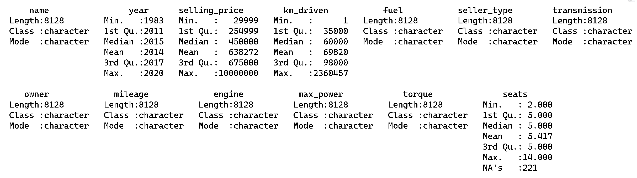 name year selling_price km_driven fuel seller_type transmission
Length:8128 Min. :1983 Min. : 29999 Min. : 1 Length:8128 Length:8128 Length:8128
Class :character 1st Qu.:2011 1st Qu.: 254999 1st Qu.: 35000 Class :character Class :character Class :character
Mode :character Median :2015 Median : 450000 Median : 60000 Mode :character Mode :character Mode :character
Mean :2014 Mean : 638272 Mean : 69820
3rd Qu.:2017 3rd Qu.: 675000 3rd Qu.: 98000
Max. :2020 Max. :10000000 Max. :2360457
owner mileage engine max_power torque seats
Length:8128 Length:8128 Length:8128 Length:8128 Length:8128 Min. : 2.000
Class :character Class :character Class :character Class :character Class :character 1st Qu.: 5.000
Mode :character Mode :character Mode :character Mode :character Mode :character Median : 5.000
Mean : 5.417
3rd Qu.: 5.000
Max. :14.000
NA's :221